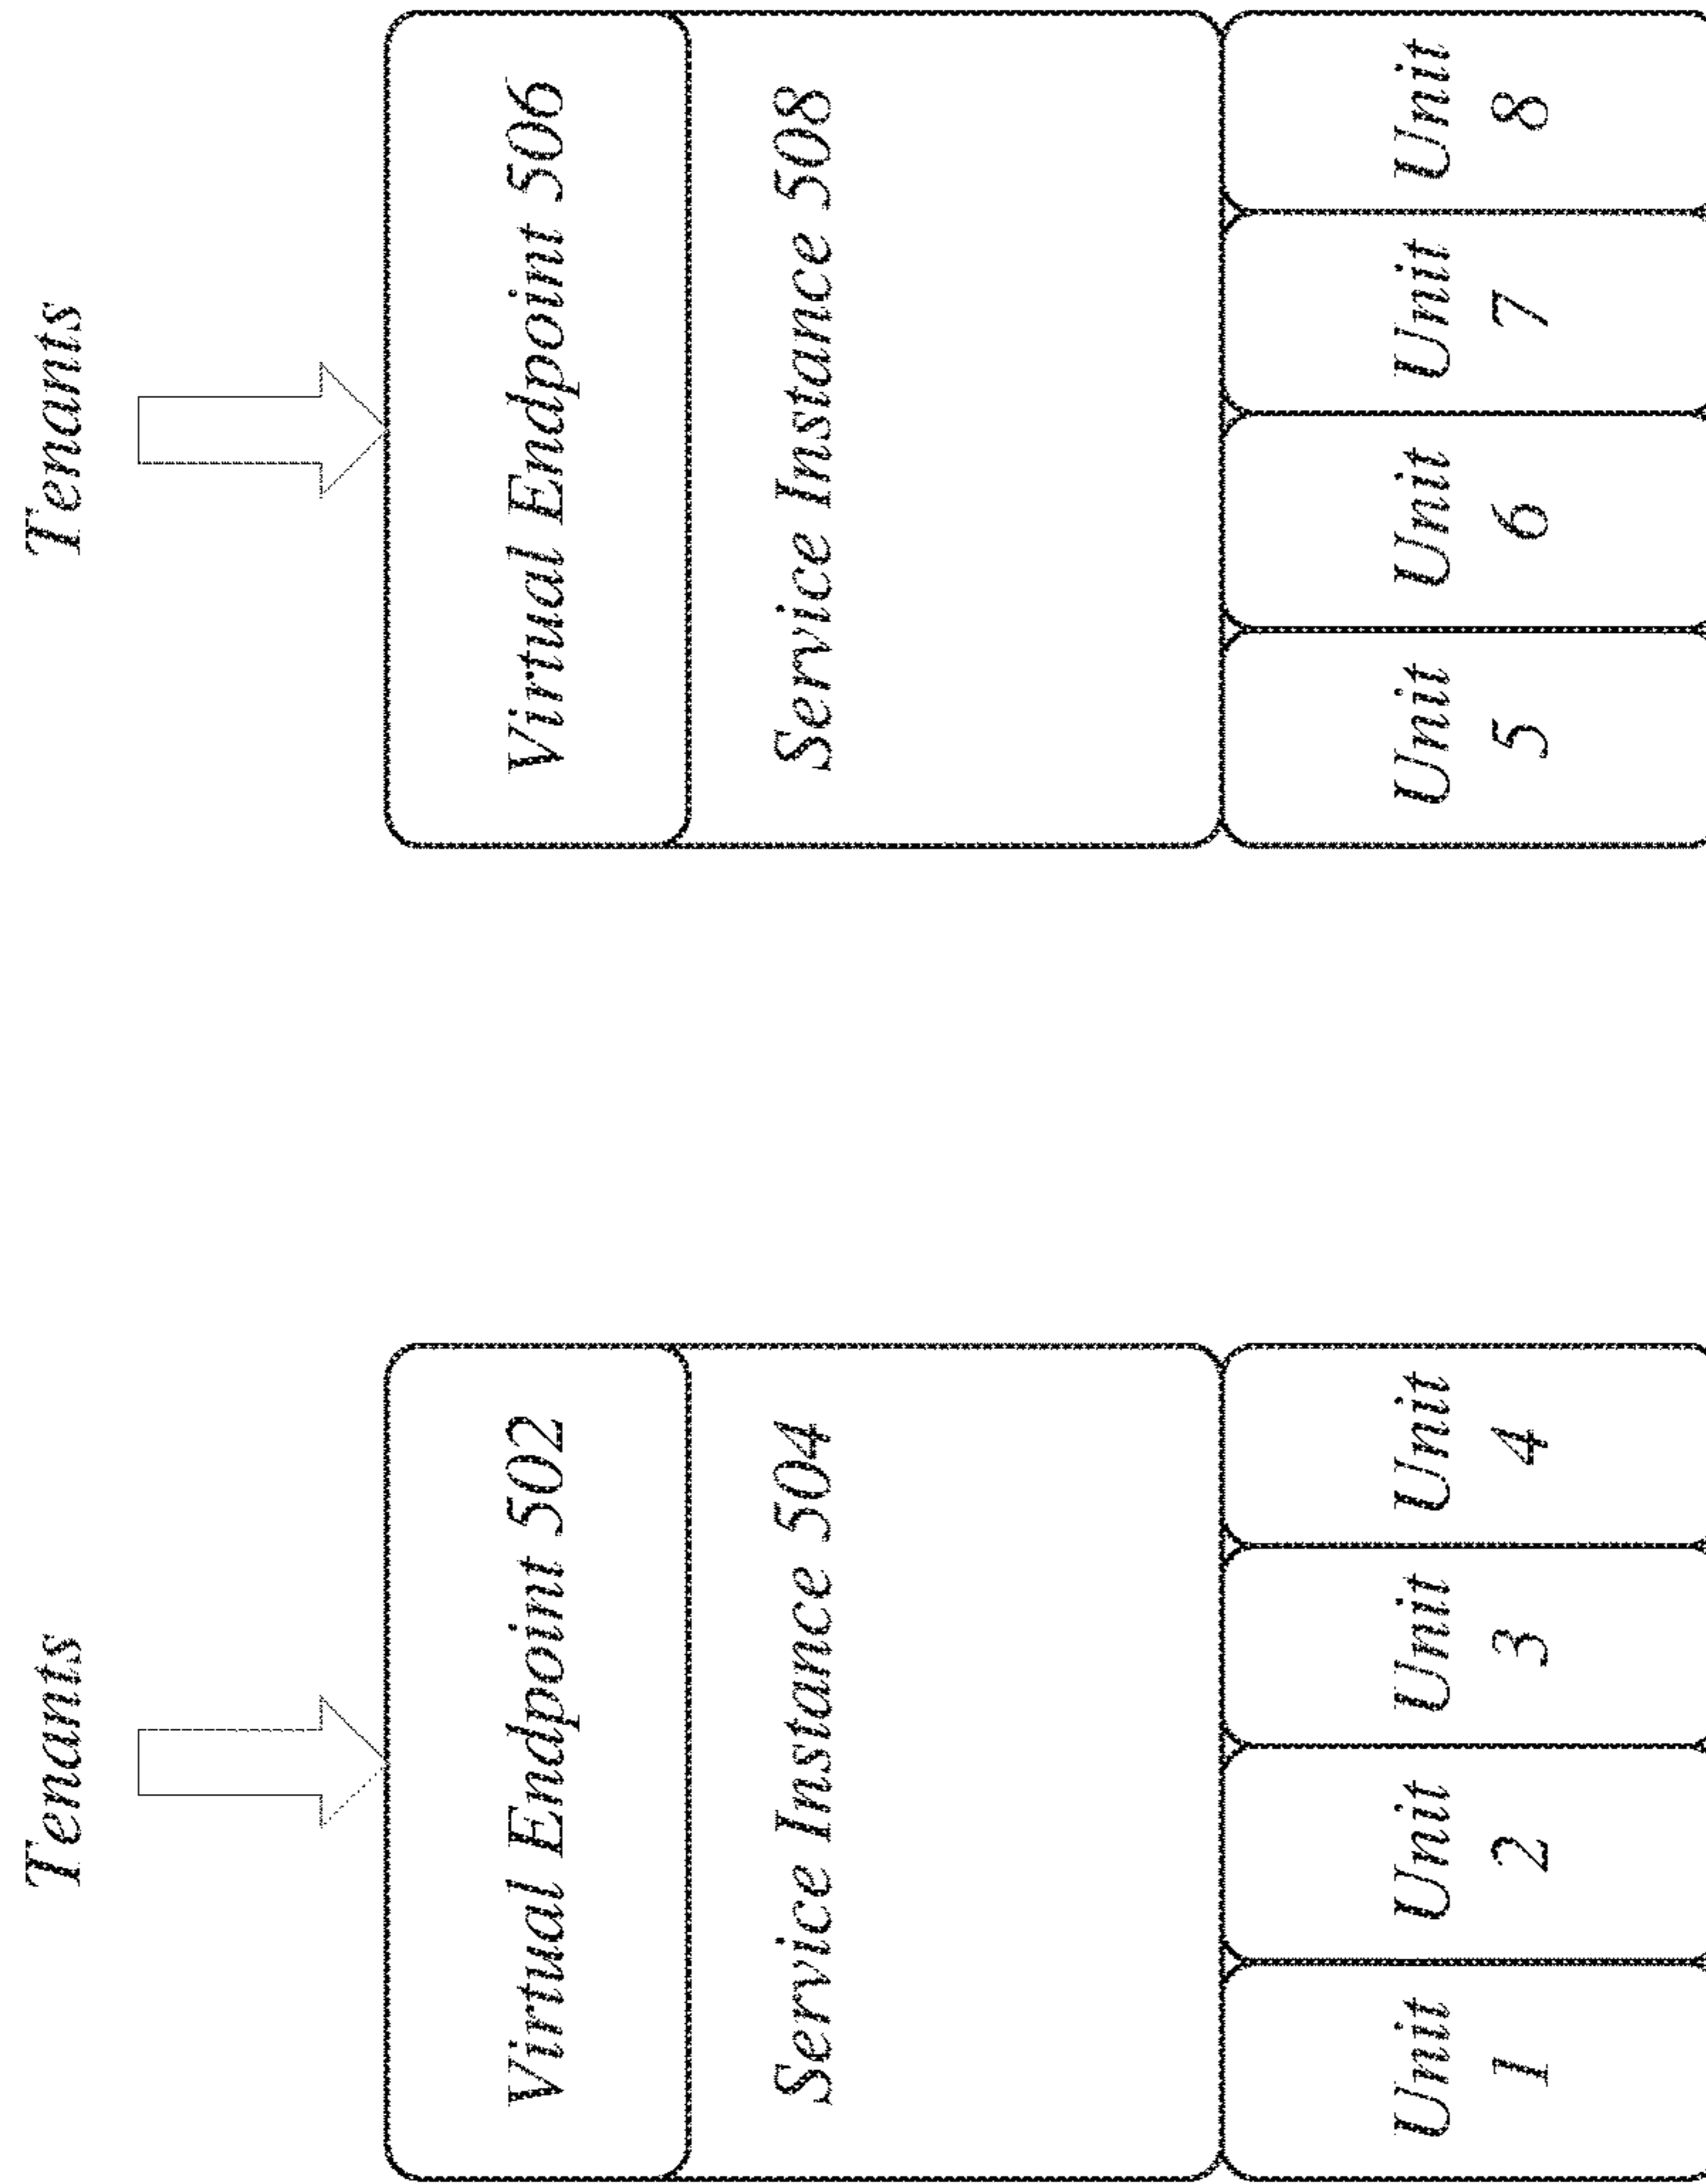 Tenants
Virtual Endpoint 502
Service Instance 504
Unit
1
Unit
2
Unit
3
Unit
4
Tenants
Virtual Endpoint 506
Service Instance 508
Unit
5
Unit
6
Unit
7
Unit
8